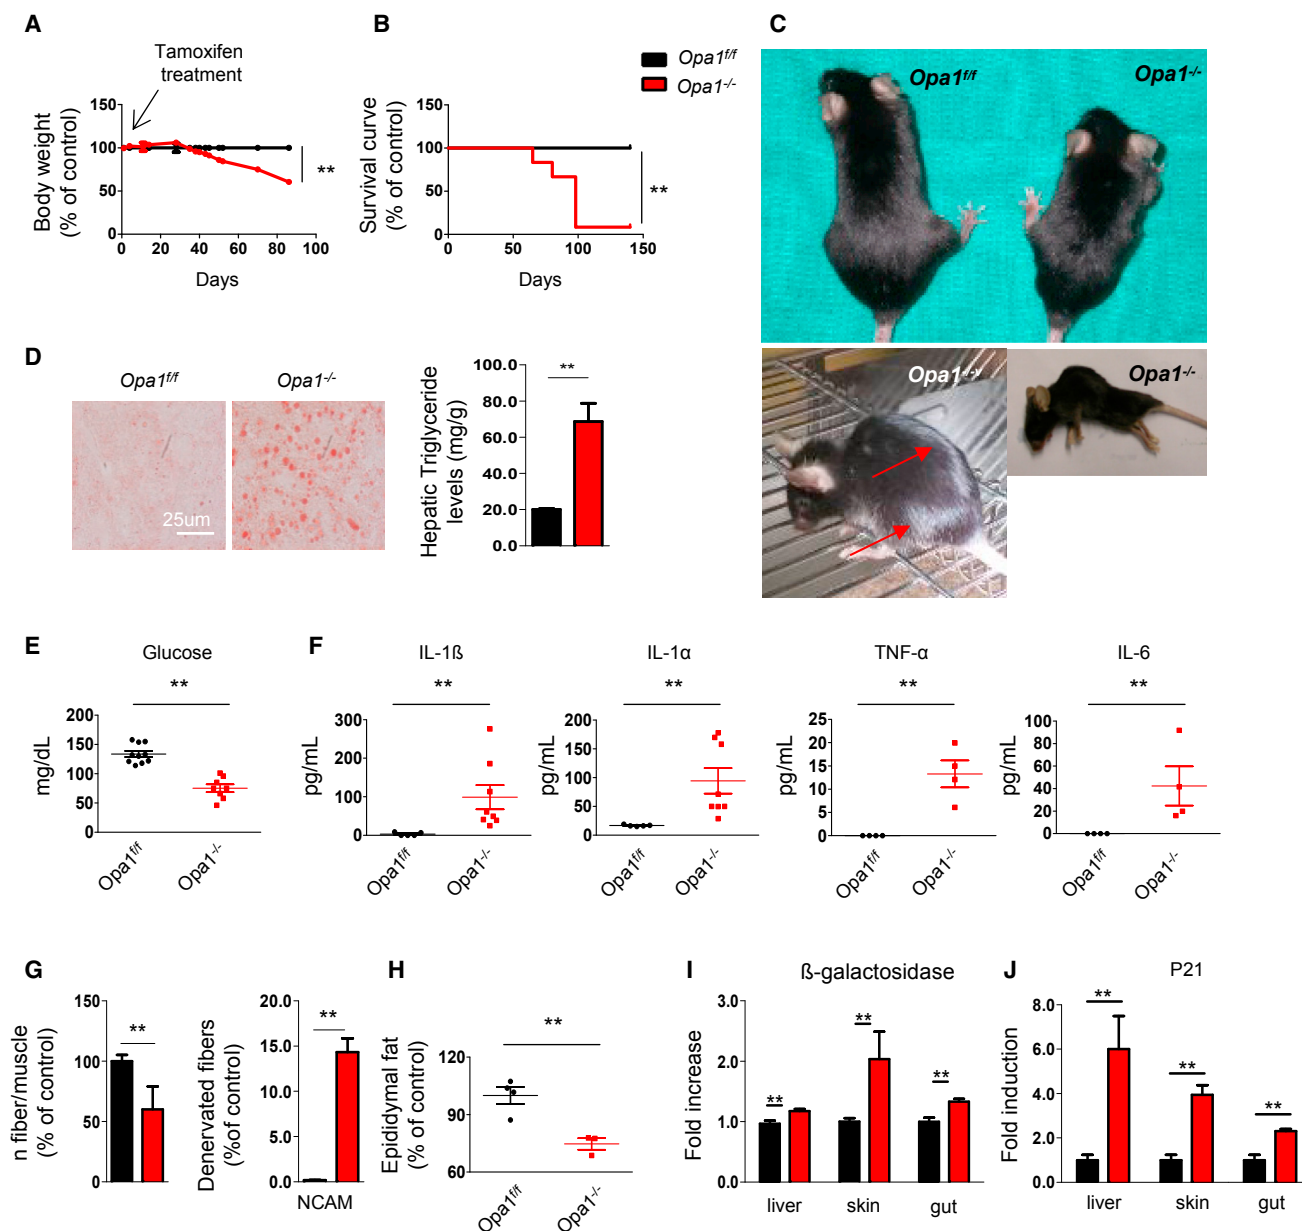 A
Tamoxifen
treatment
Body weight
(% of control)
150
100
50
0
0 20 40 60 80 100
Days
**
B
Survival curve
(% of control)
150
100
50
0
0 50 100 150
Days
**
Opa1f/f
Opa1-/-
C
Opa1f/f
Opa1-/-
Opa1-/-
Opa1-/-
D
Opa1f/f
Opa1-/-
25um
Hepatic Triglyceride
levels (mg/g)
100.0
80.0
60.0
40.0
20.0
0.0
**
E
Glucose
**
mg/dL
200
150
100
50
0
Opa1f/f
Opa1-/-
F
IL-1ß
**
pg/mL
300
200
100
0
Opa1f/f
Opa1-/-
IL-1α
**
pg/mL
200
150
100
50
0
Opa1f/f
Opa1-/-
TNF-α
**
pg/mL
25
20
15
10
5
0
Opa1f/f
Opa1-/-
IL-6
**
pg/mL
100
80
60
40
20
0
Opa1f/f
Opa1-/-
G
n fiber/muscle
(% of control)
150
100
50
0
**
Denervated fibers
(%of control)
20.0
15.0
10.0
5.0
0.0
**
NCAM
H
Epididymal fat
(% of control)
120
100
60
**
Opa1f/f
Opa1-/-
I
ß-galactosidase
Fold increase
3.0
2.0
1.0
0.0
**
**
**
liver skin gut
J
P21
Fold induction
8.0
6.0
4.0
2.0
0.0
**
**
**
liver skin gut